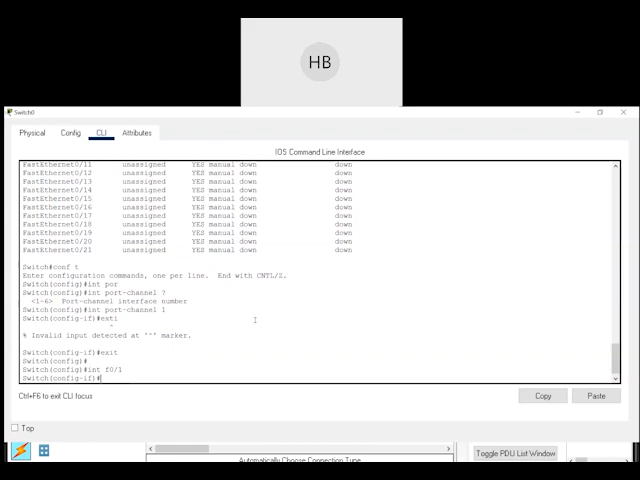 HB
Switch0
Physical Config CLI Attributes
IOS Command Line Interface
FastEthernet0/11 unassigned YES manual down down
FastEthernet0/12 unassigned YES manual down down
FastEthernet0/13 unassigned YES manual down down
FastEthernet0/14 unassigned YES manual down down
FastEthernet0/15 unassigned YES manual down down
FastEthernet0/16 unassigned YES manual down down
FastEthernet0/17 unassigned YES manual down down
FastEthernet0/18 unassigned YES manual down down
FastEthernet0/19 unassigned YES manual down down
FastEthernet0/20 unassigned YES manual down down
FastEthernet0/21 unassigned YES manual down down
Switch#conf t
Enter configuration commands, one per line. End with CNTL/Z.
Switch(config)#int por
Switch(config)#int port-channel ?
<1-6> Port-channel interface number
Switch(config)#int port-channel 1
Switch(config-if)#exti
^
% Invalid input detected at '^' marker.
Switch(config-if)#exit
Switch(config)#
Switch(config)#int f0/1
Switch(config-if)#
Ctrl+F6 to exit CLI focus
Copy Paste
Top
Toggle PDU List Window
Automatically Choose Connection Type